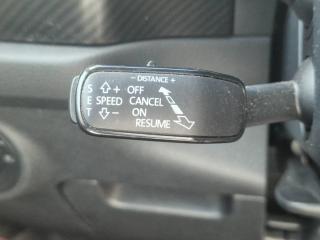 − DISTANCE +
S ⇧+ OFF
E SPEED CANCEL
T ⇩− ON
RESUME